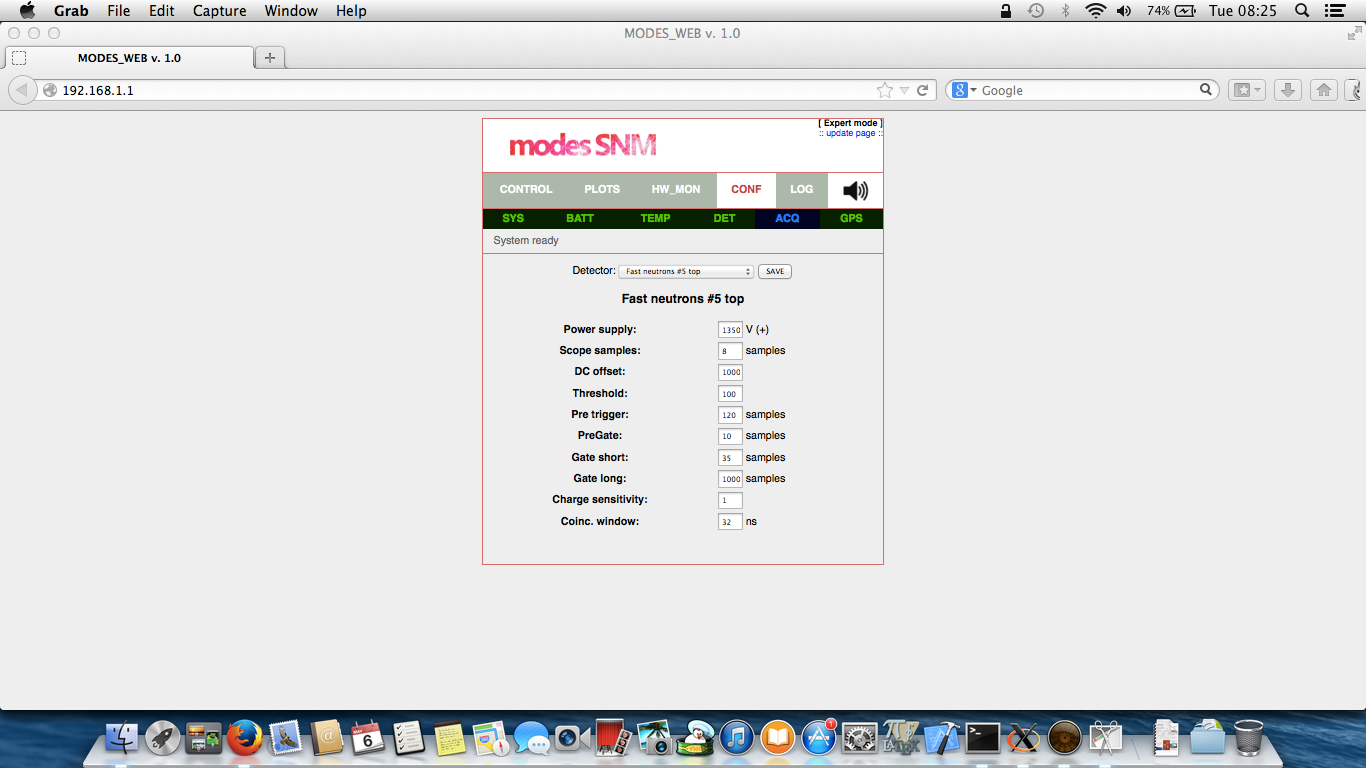 Grab File Edit Capture Window Help 74% Tue 08:25
MODES_WEB v. 1.0
MODES_WEB v. 1.0
192.168.1.1 Google
[ Expert mode ]
:: update page ::
modes SNM
CONTROL PLOTS HW_MON CONF LOG
SYS BATT TEMP DET ACQ GPS
System ready
Detector: Fast neutrons #5 top SAVE
Fast neutrons #5 top
Power supply: 1350 V (+)
Scope samples: 8 samples
DC offset: 1000
Threshold: 100
Pre trigger: 120 samples
PreGate: 10 samples
Gate short: 35 samples
Gate long: 1000 samples
Charge sensitivity: 1
Coinc. window: 32 ns
MAY
6
1